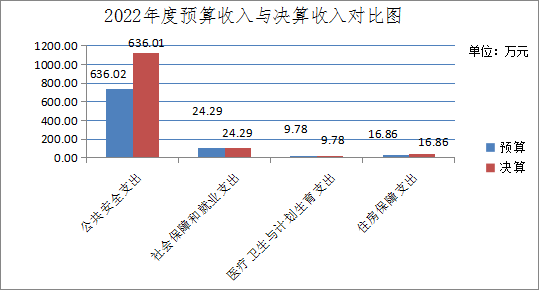 2022年度预算收入与决算收入对比图
单位：万元
1200.00
1000.00
800.00
600.00
400.00
200.00
0.00
636.02
636.01
24.29
24.29
9.78
9.78
16.86
16.86
公共安全支出
社会保障和就业支出
医疗卫生与计划生育支出
住房保障支出
预算
决算